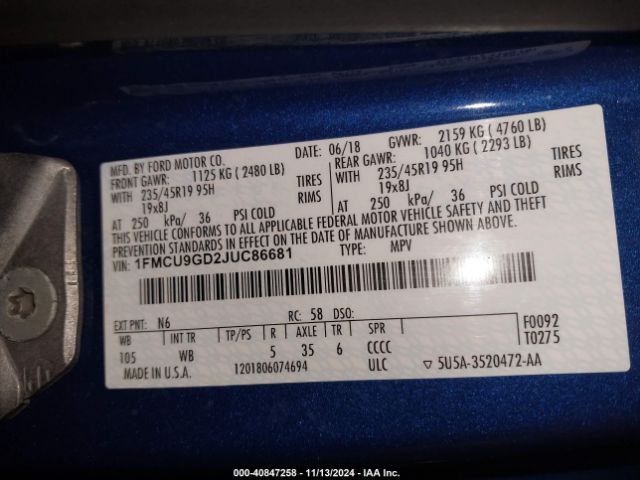 MFD. BY FORD MOTOR CO.
DATE: 06/18 GVWR: 2159 KG ( 4760 LB)
FRONT GAWR: 1125 KG ( 2480 LB) REAR GAWR: 1040 KG ( 2293 LB)
WITH 235/45R19 95H TIRES WITH 235/45R19 95H TIRES
19x8J RIMS 19x8J RIMS
AT 250 kPa/ 36 PSI COLD AT 250 kPa/ 36 PSI COLD
THIS VEHICLE CONFORMS TO ALL APPLICABLE FEDERAL MOTOR VEHICLE SAFETY AND THEFT
PREVENTION STANDARDS IN EFFECT ON THE DATE OF MANUFACTURE SHOWN ABOVE.
VIN: 1FMCU9GD2JUC86681 TYPE: MPV
EXT PNT: N6 RC: 58 DSO: F0092
WB INT TR TP/PS R AXLE TR SPR T0275
105 WB 5 35 6 CCCC
MADE IN U.S.A. 1201806074694 ULC ▽ 5U5A-3520472-AA
000-40847258 - 11/13/2024 - IAA Inc.